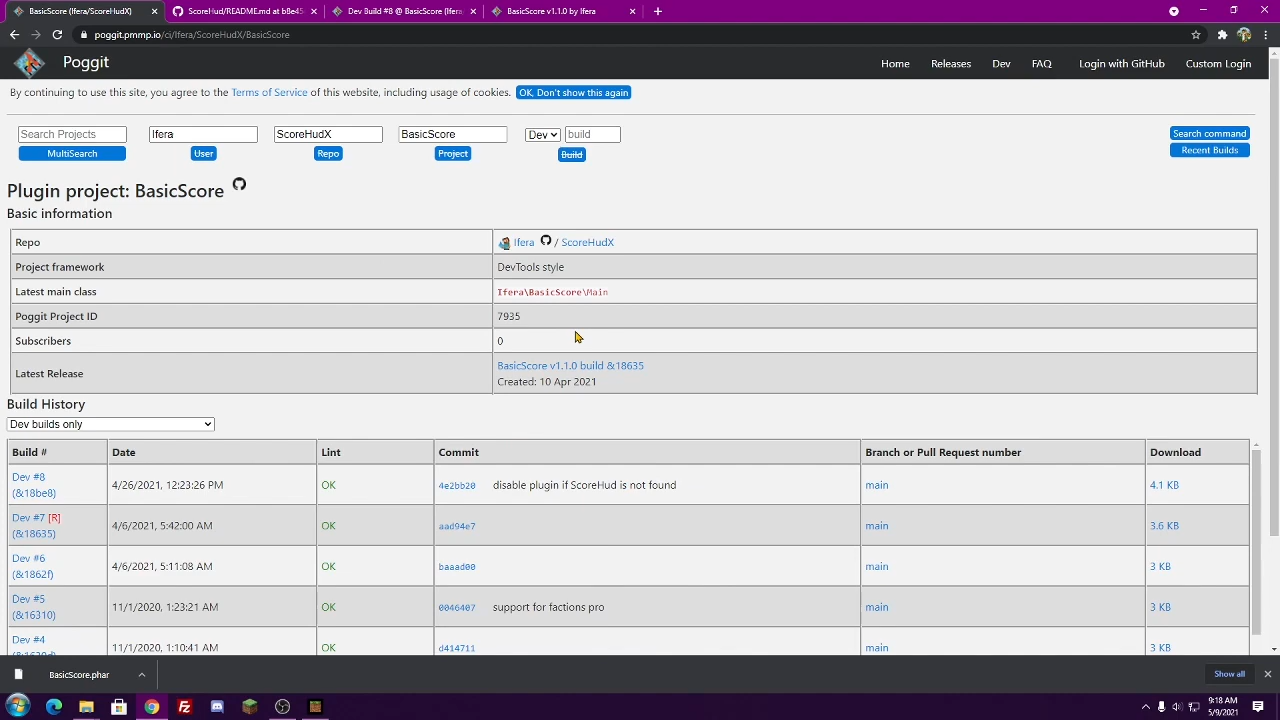 BasicScore (Ifera/ScoreHudX)
ScoreHud/README.md at b8e45
Dev Build #8 @ BasicScore (Ifera
BasicScore v1.1.0 by Ifera
poggit.pmmp.io/ci/Ifera/ScoreHudX/BasicScore
Poggit
Home
Releases
Dev
FAQ
Login with GitHub
Custom Login
By continuing to use this site, you agree to the Terms of Service of this website, including usage of cookies. OK, Don't show this again
Search Projects
Ifera
ScoreHudX
BasicScore
Dev
build
Search command
MultiSearch
User
Repo
Project
Build
Recent Builds
Plugin project: BasicScore
Basic information
Repo
Ifera / ScoreHudX
Project framework
DevTools style
Latest main class
Ifera\BasicScore\Main
Poggit Project ID
7935
Subscribers
0
Latest Release
BasicScore v1.1.0 build &18635
Created: 10 Apr 2021
Build History
Dev builds only
Build #
Date
Lint
Commit
Branch or Pull Request number
Download
Dev #8
(&18be8)
4/26/2021, 12:23:26 PM
OK
4e2bb20 disable plugin if ScoreHud is not found
main
4.1 KB
Dev #7 [R]
(&18635)
4/6/2021, 5:42:00 AM
OK
aad94e7
main
3.6 KB
Dev #6
(&1862f)
4/6/2021, 5:11:08 AM
OK
baaad00
main
3 KB
Dev #5
(&16310)
11/1/2020, 1:23:21 AM
OK
0046407 support for factions pro
main
3 KB
Dev #4
11/1/2020, 1:10:41 AM
OK
d414711
main
3 KB
BasicScore.phar
Show all
9:18 AM
5/9/2021